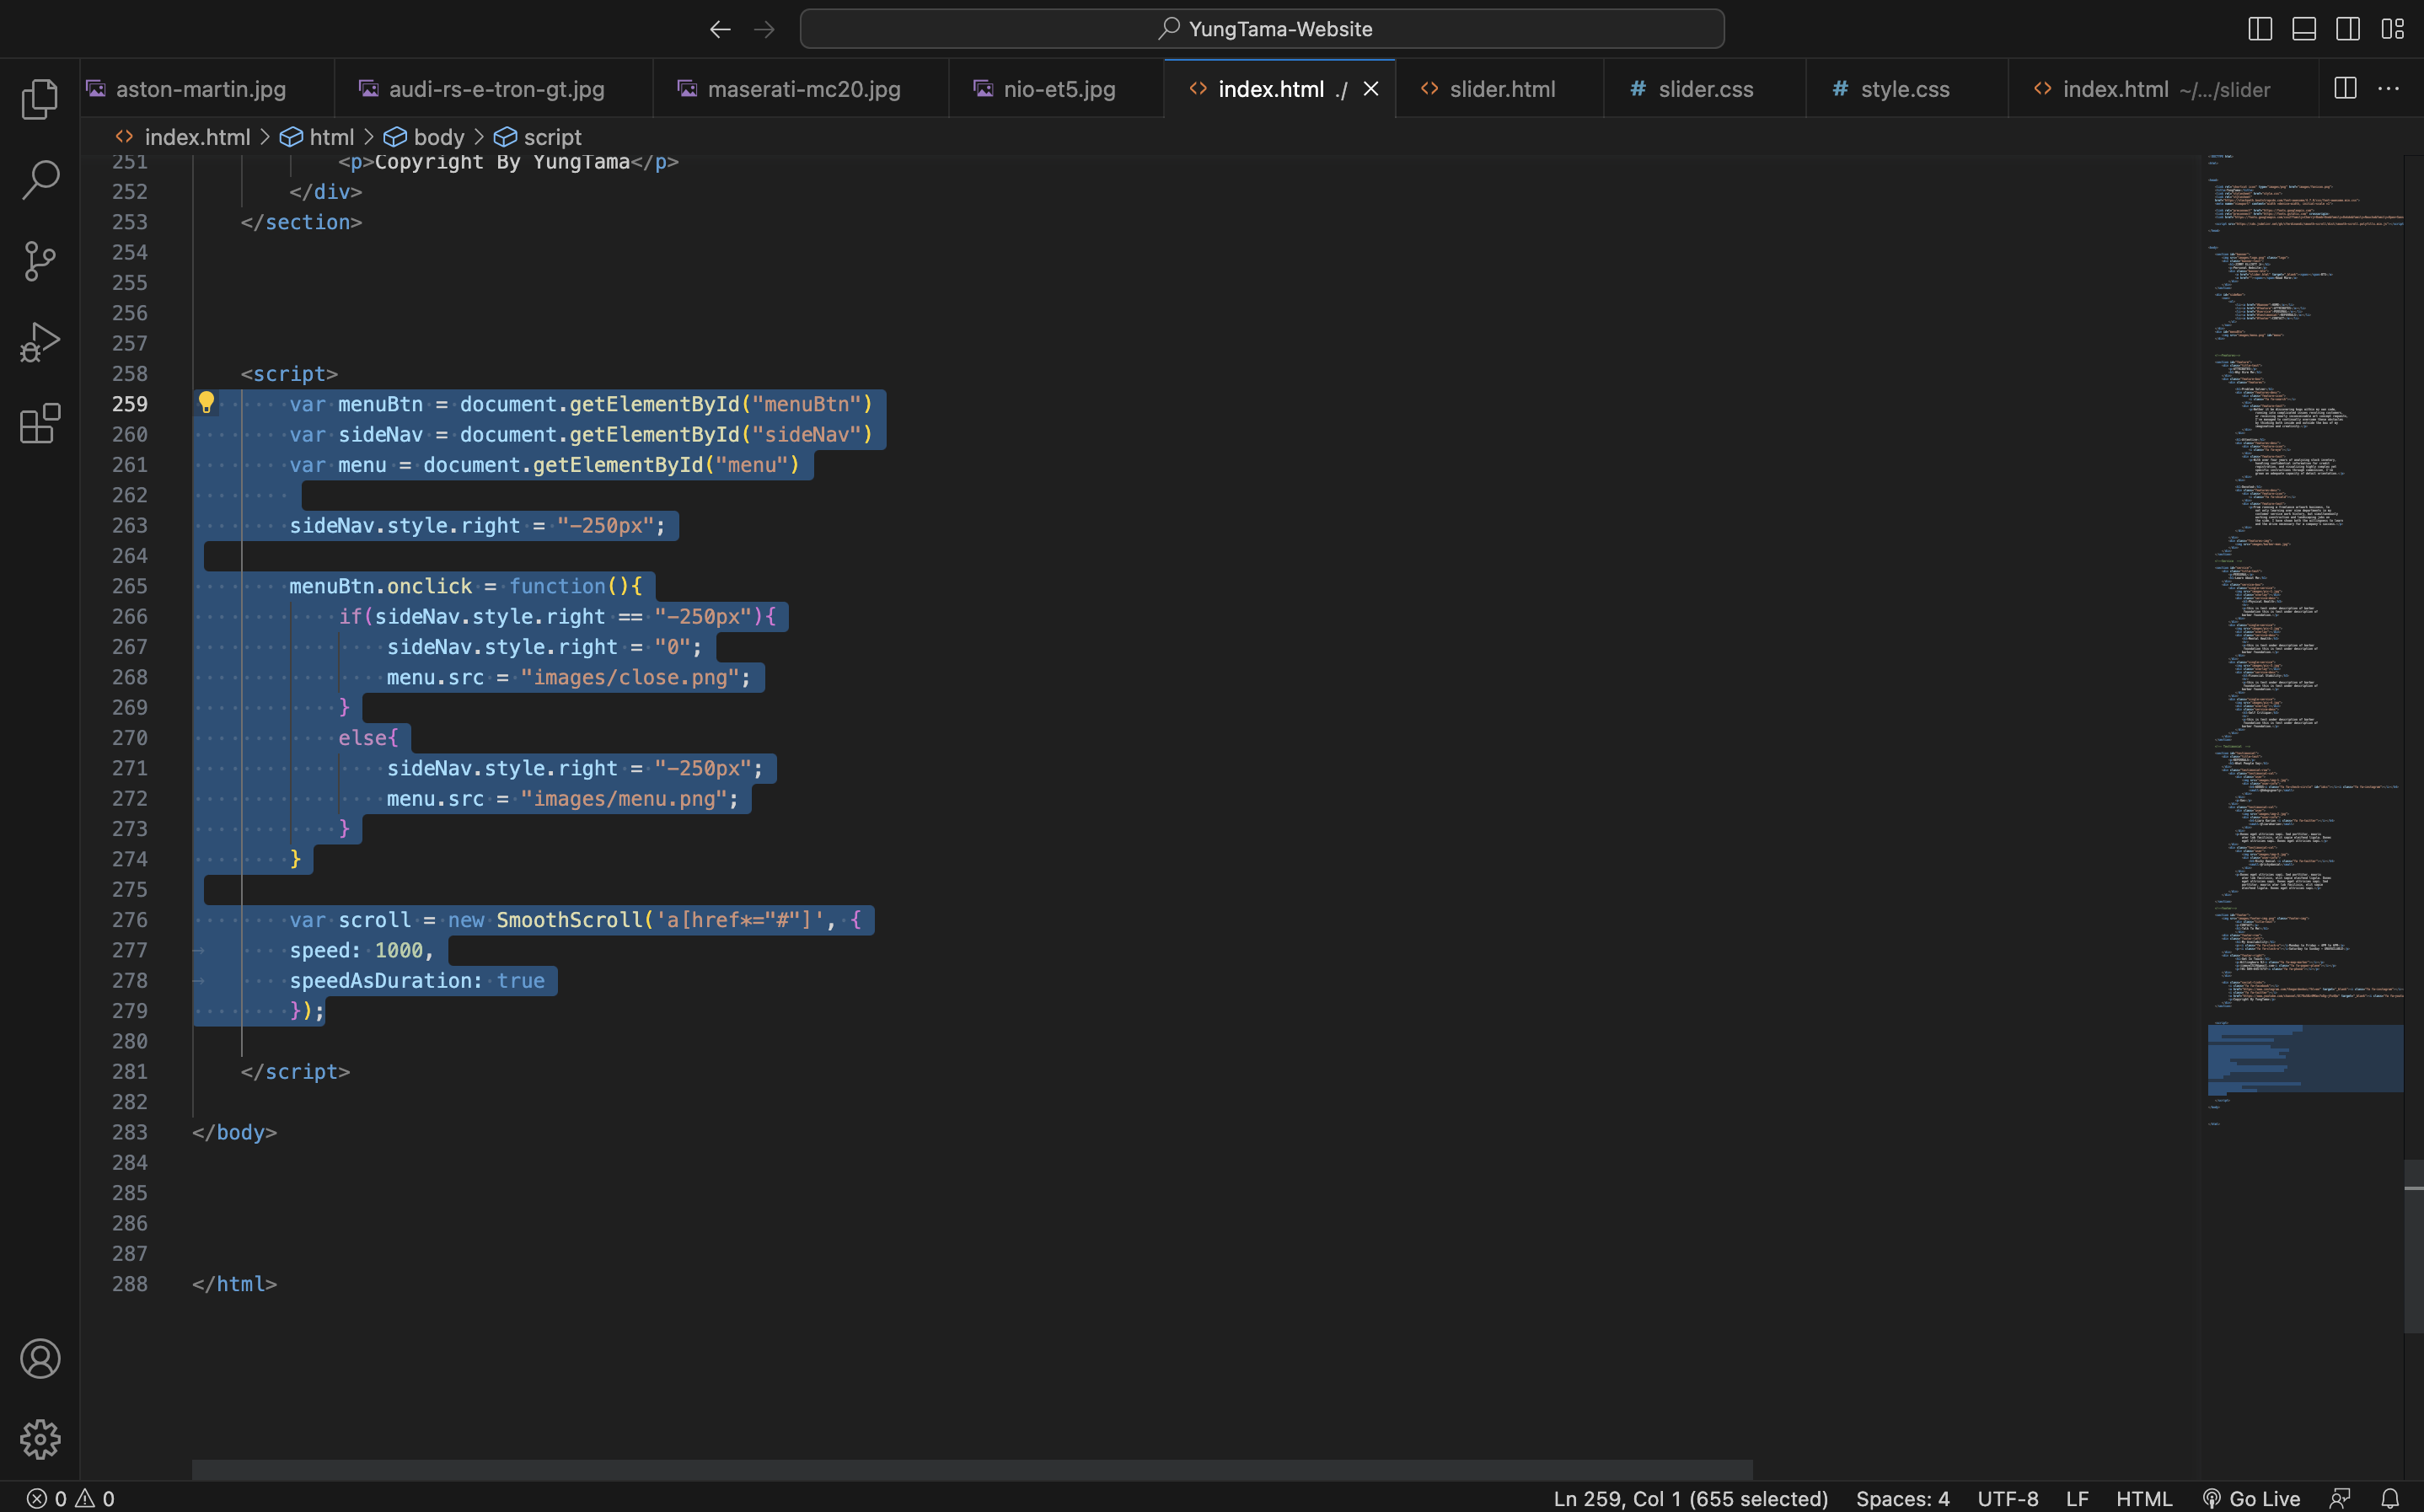 YungTama-Website
aston-martin.jpg audi-rs-e-tron-gt.jpg maserati-mc20.jpg nio-et5.jpg index.html ./ slider.html # slider.css # style.css index.html ~/.../slider
index.html > html > body > script
251 <p>Copyright By YungTama</p>
252 </div>
253 </section>
254
255
256
257
258 <script>
259 var menuBtn = document.getElementById("menuBtn")
260 var sideNav = document.getElementById("sideNav")
261 var menu = document.getElementById("menu")
262
263 sideNav.style.right = "-250px";
264
265 menuBtn.onclick = function(){
266 if(sideNav.style.right == "-250px"){
267 sideNav.style.right = "0";
268 menu.src = "images/close.png";
269 }
270 else{
271 sideNav.style.right = "-250px";
272 menu.src = "images/menu.png";
273 }
274 }
275
276 var scroll = new SmoothScroll('a[href*="#"]', {
277 speed: 1000,
278 speedAsDuration: true
279 });
280
281 </script>
282
283 </body>
284
285
286
287
288 </html>
0 0 Ln 259, Col 1 (655 selected) Spaces: 4 UTF-8 LF HTML Go Live